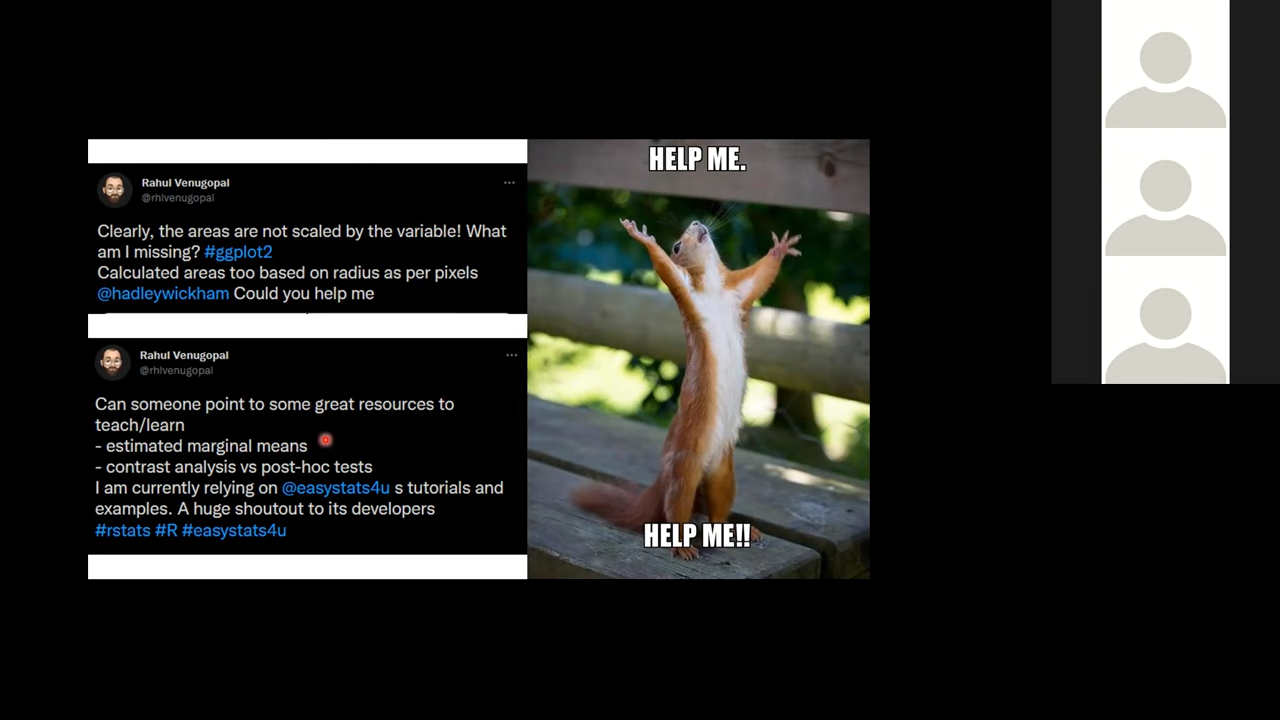 Rahul Venugopal
@rhlvenugopal
Clearly, the areas are not scaled by the variable! What
am I missing? #ggplot2
Calculated areas too based on radius as per pixels
@hadleywickham Could you help me
Rahul Venugopal
@rhlvenugopal
Can someone point to some great resources to
teach/learn
- estimated marginal means
- contrast analysis vs post-hoc tests
I am currently relying on @easystats4u s tutorials and
examples. A huge shoutout to its developers
#rstats #R #easystats4u
HELP ME.
HELP ME!!